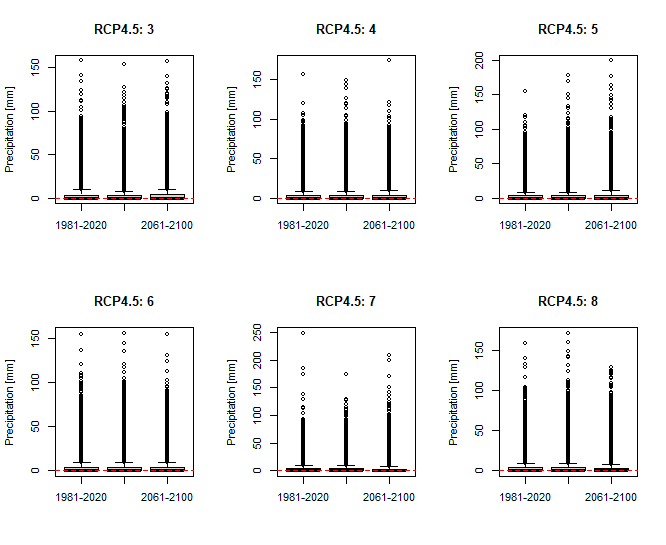 RCP4.5: 3
Precipitation [mm]
0 50 100 150
1981-2020 2061-2100
RCP4.5: 4
Precipitation [mm]
0 50 100 150
1981-2020 2061-2100
RCP4.5: 5
Precipitation [mm]
0 50 100 150 200
1981-2020 2061-2100
RCP4.5: 6
Precipitation [mm]
0 50 100 150
1981-2020 2061-2100
RCP4.5: 7
Precipitation [mm]
0 50 100 150 200 250
1981-2020 2061-2100
RCP4.5: 8
Precipitation [mm]
0 50 100 150
1981-2020 2061-2100